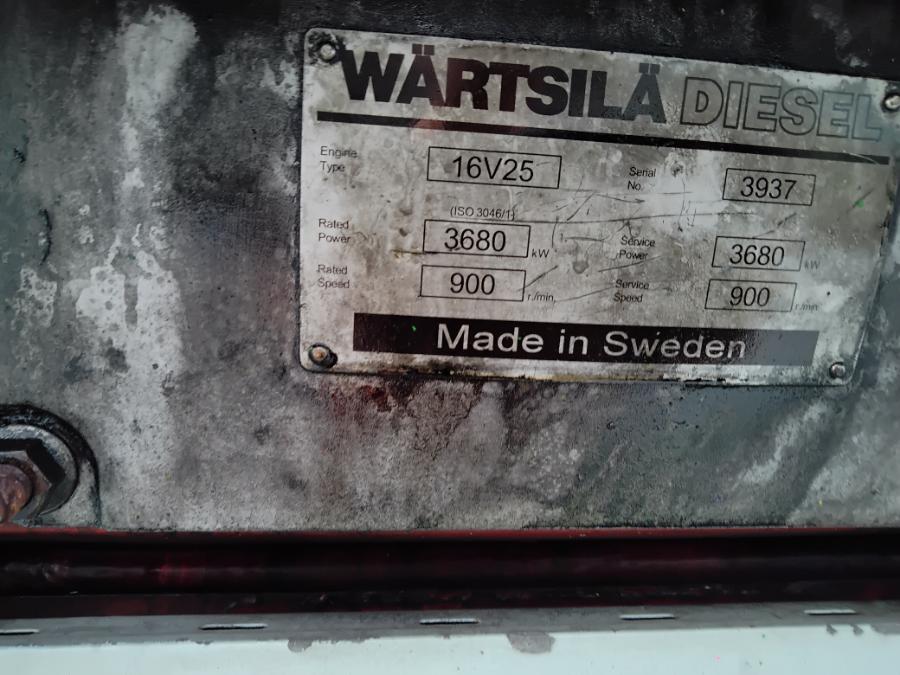 WÄRTSILÄ DIESEL
Engine Type 16V25 Serial No. 3937
(ISO 3046/1)
Rated Power 3680 kW Service Power 3680 kW
Rated Speed 900 r./min, Service Speed 900 r./min
Made in Sweden